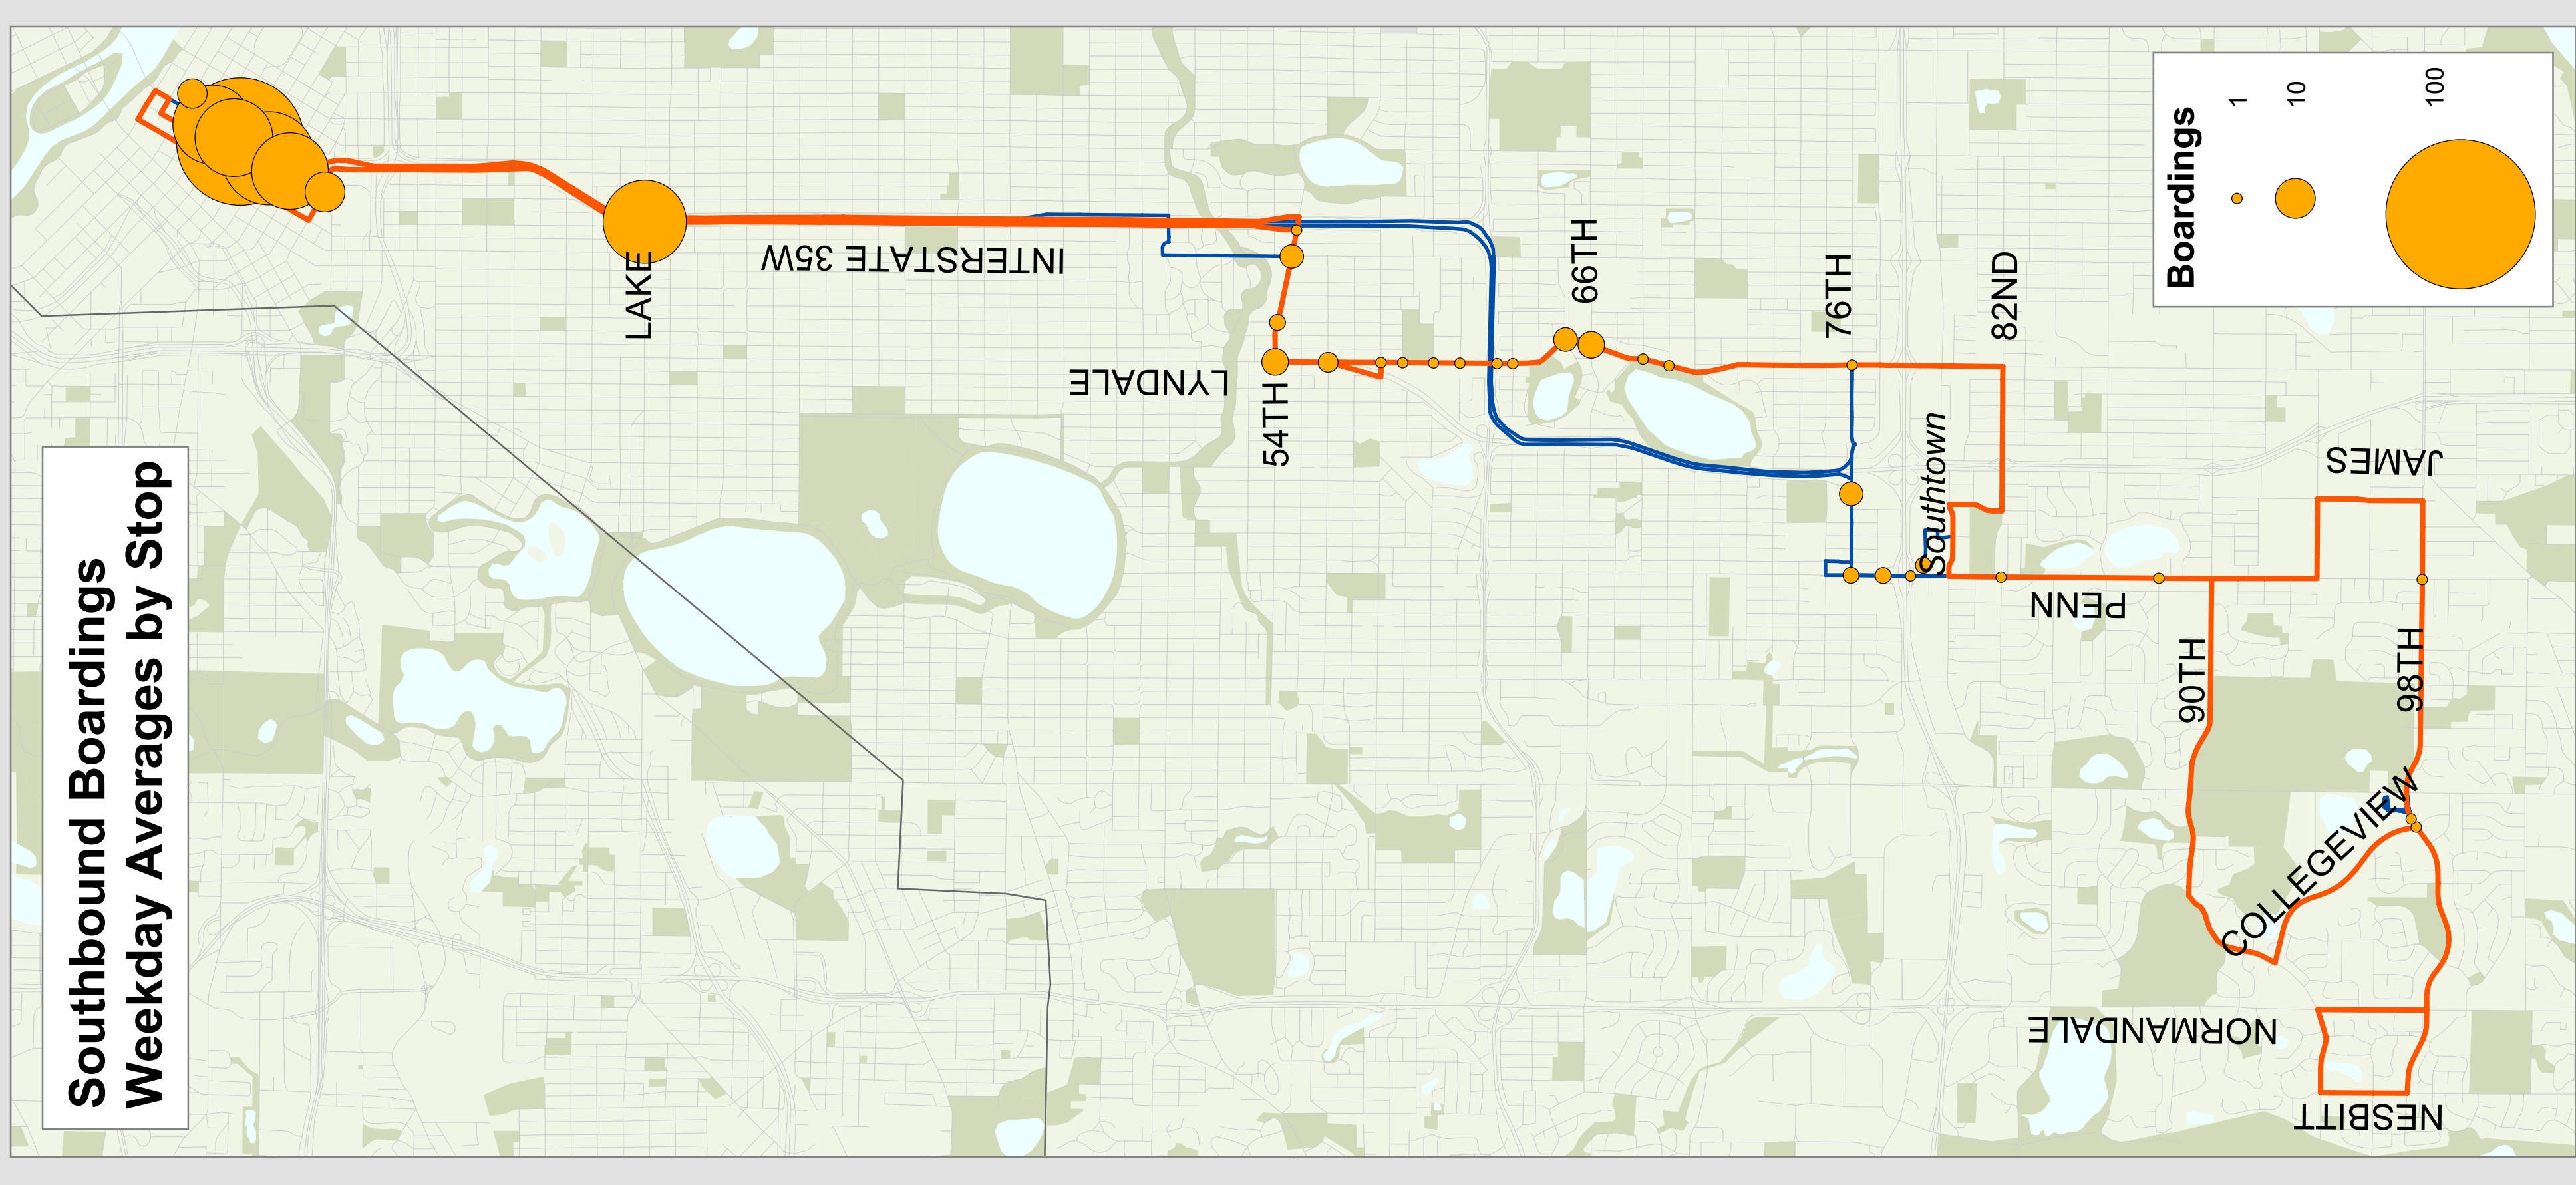 Southbound Boardings
Weekday Averages by Stop
LAKE
INTERSTATE 35W
LYNDALE
54TH
66TH
76TH
82ND
Southtown
PENN
JAMES
90TH
98TH
COLLEGEVIEW
NORMANDALE
NESBITT
Boardings
1
10
100